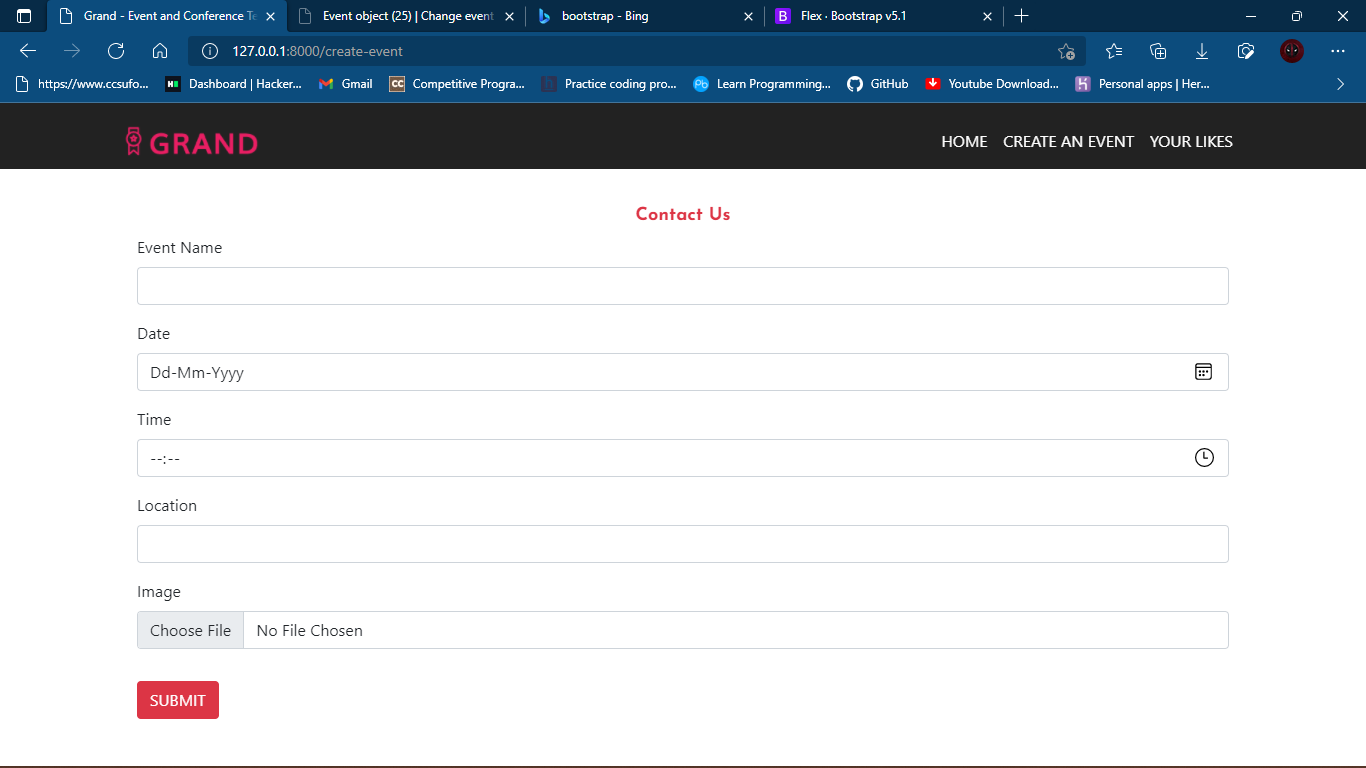 Grand - Event and Conference Te
Event object (25) | Change event
bootstrap - Bing
B Flex · Bootstrap v5.1
127.0.0.1:8000/create-event
https://www.ccsufo...
Dashboard | Hacker...
Gmail
CC Competitive Progra...
Practice coding pro...
Pb Learn Programming...
GitHub
Youtube Download...
Personal apps | Her...
GRAND
HOME CREATE AN EVENT YOUR LIKES
Contact Us
Event Name
Date
Dd-Mm-Yyyy
Time
--:--
Location
Image
Choose File No File Chosen
SUBMIT